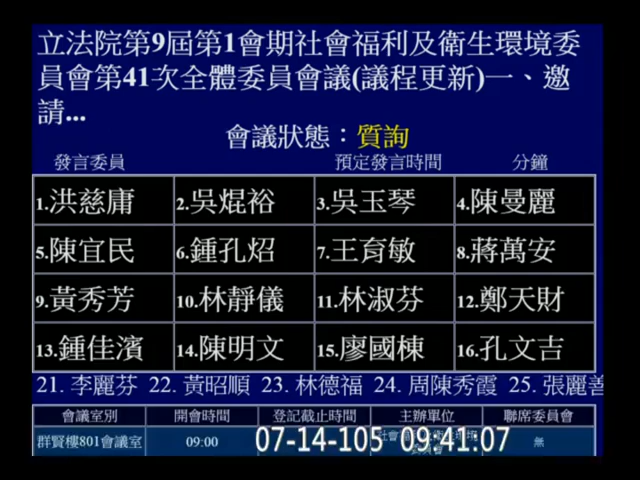 立法院第9屆第1會期社會福利及衛生環境委
員會第41次全體委員會議(議程更新)一、邀
請...
會議狀態：質詢
發言委員 預定發言時間 分鐘
1.洪慈庸 2.吳焜裕 3.吳玉琴 4.陳曼麗
5.陳宜民 6.鍾孔炤 7.王育敏 8.蔣萬安
9.黃秀芳 10.林靜儀 11.林淑芬 12.鄭天財
13.鍾佳濱 14.陳明文 15.廖國棟 16.孔文吉
21. 李麗芬 22. 黃昭順 23. 林德福 24. 周陳秀霞 25. 張麗善
會議室別 開會時間 登記截止時間 主辦單位 聯席委員會
群賢樓801會議室 09:00 無
07-14-105 09:41:07